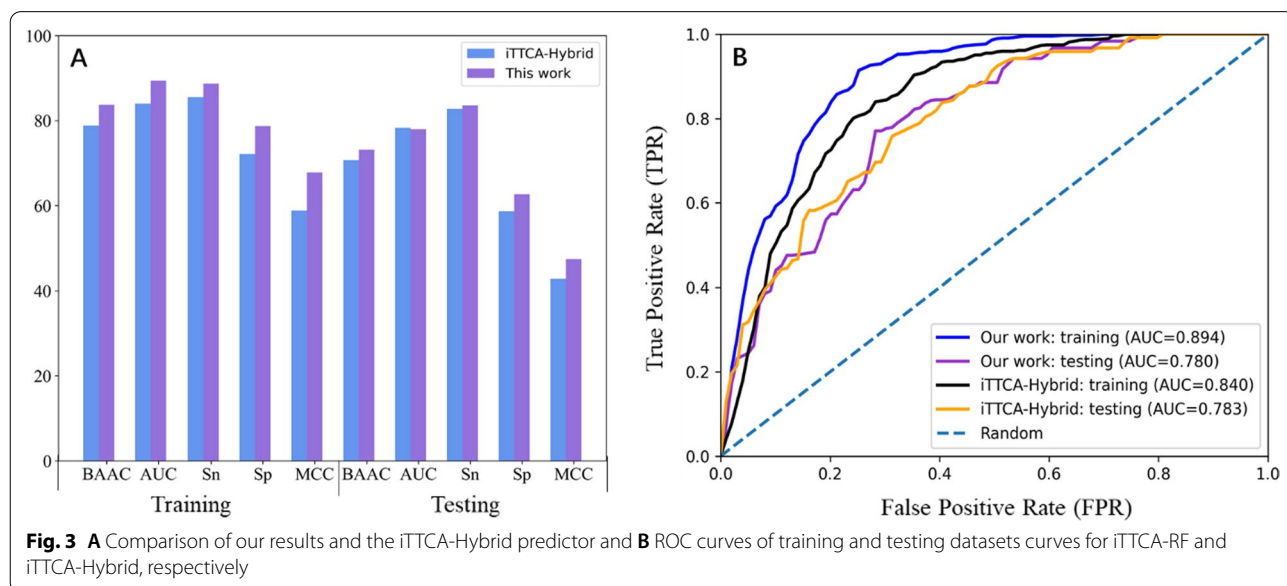 A
iTTCA-Hybrid
This work
100
80
60
40
20
0
BAAC AUC Sn Sp MCC BAAC AUC Sn Sp MCC
Training Testing
B
True Positive Rate (TPR)
1.0
0.8
0.6
0.4
0.2
0.0
Our work: training (AUC=0.894)
Our work: testing (AUC=0.780)
iTTCA-Hybrid: training (AUC=0.840)
iTTCA-Hybrid: testing (AUC=0.783)
Random
0.0 0.2 0.4 0.6 0.8 1.0
False Positive Rate (FPR)
Fig. 3 A Comparison of our results and the iTTCA-Hybrid predictor and B ROC curves of training and testing datasets curves for iTTCA-RF and
iTTCA-Hybrid, respectively